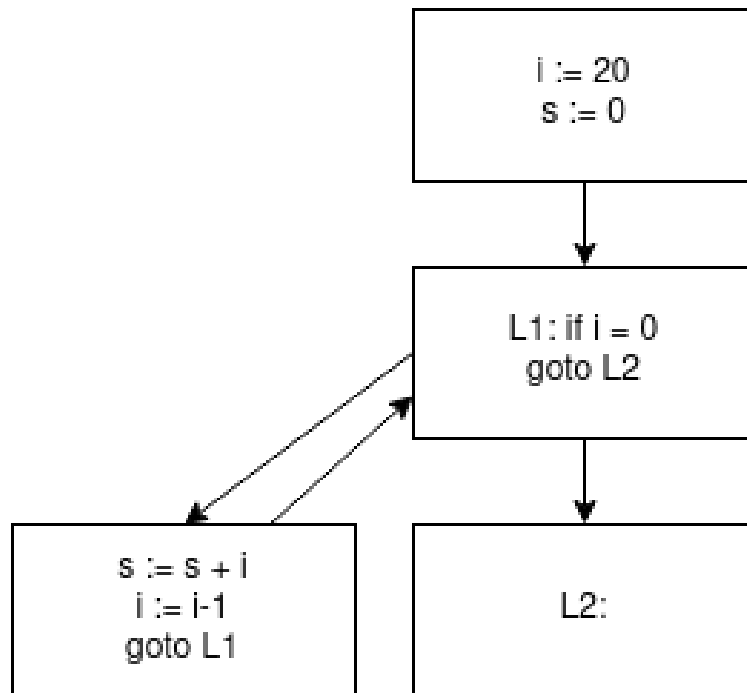 i := 20
s := 0
L1: if i = 0
goto L2
s := s + i
i := i-1
goto L1
L2: